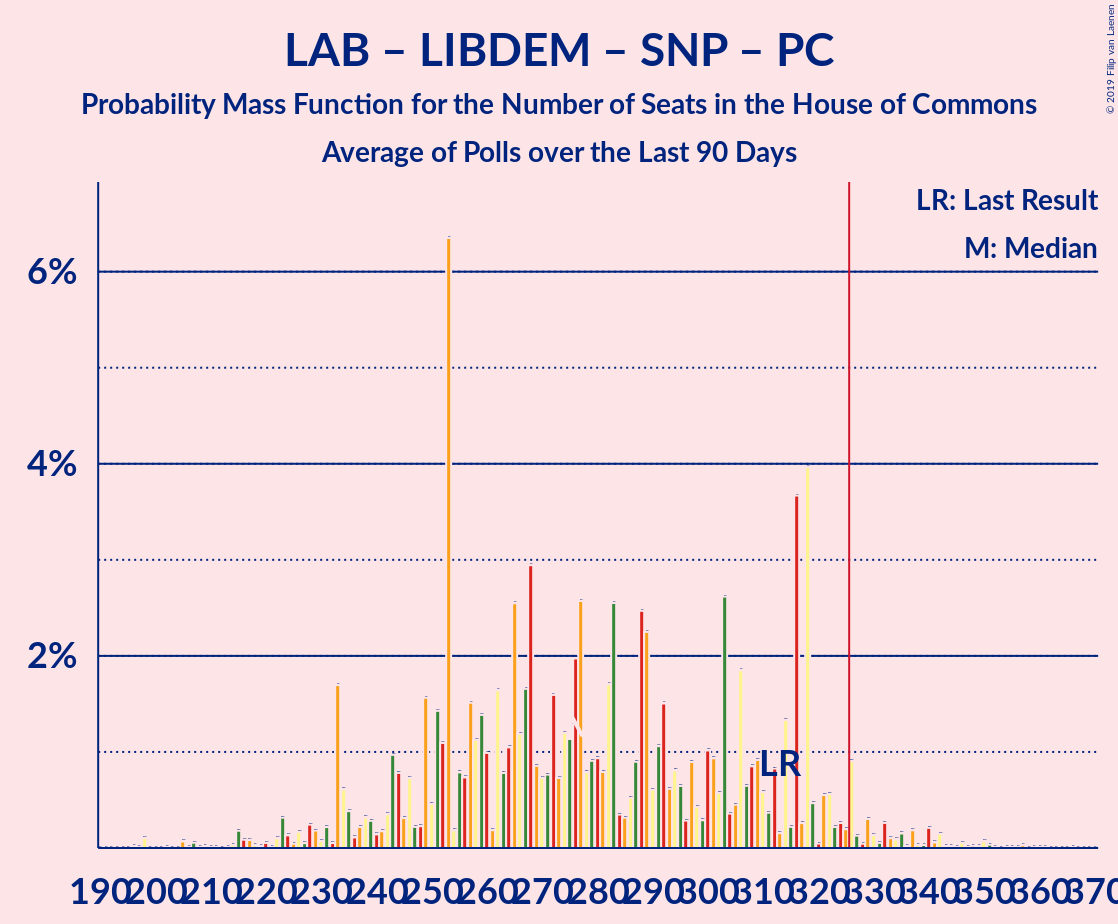 LAB – LIBDEM – SNP – PC
Probability Mass Function for the Number of Seats in the House of Commons
Average of Polls over the Last 90 Days
© 2019 Filip van Laenen
LR: Last Result
M: Median
6%
4%
2%
LR
190 200 210 220 230 240 250 260 270 280 290 300 310 320 330 340 350 360 370